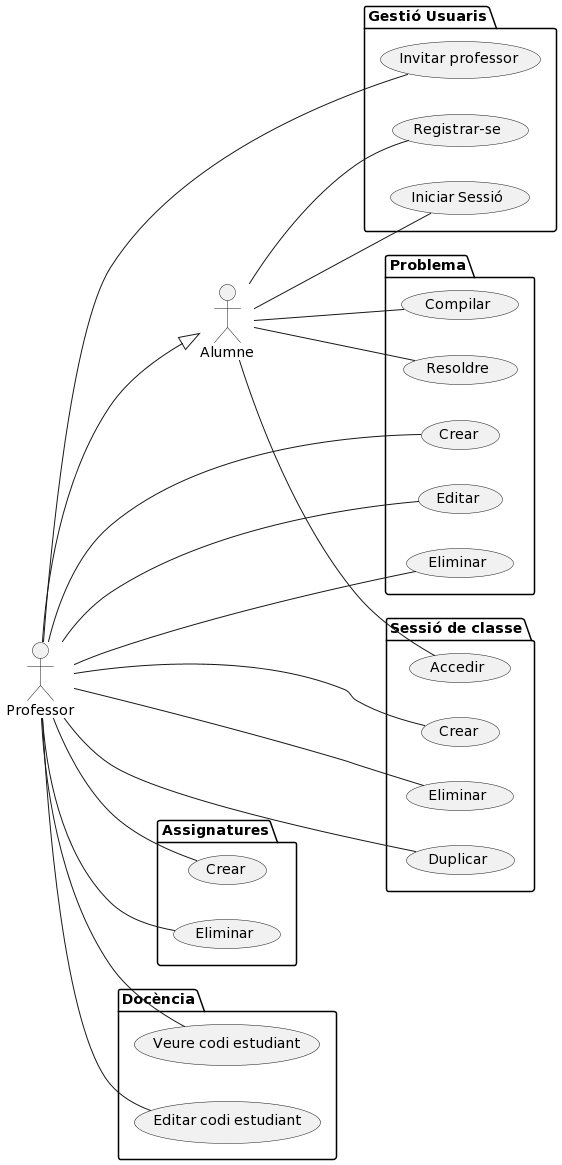 Gestió Usuaris
Invitar professor
Registrar-se
Iniciar Sessió
Problema
Compilar
Alumne
Resoldre
Crear
Editar
Eliminar
Sessió de classe
Accedir
Professor
Crear
Eliminar
Assignatures
Duplicar
Crear
Eliminar
Docència
Veure codi estudiant
Editar codi estudiant